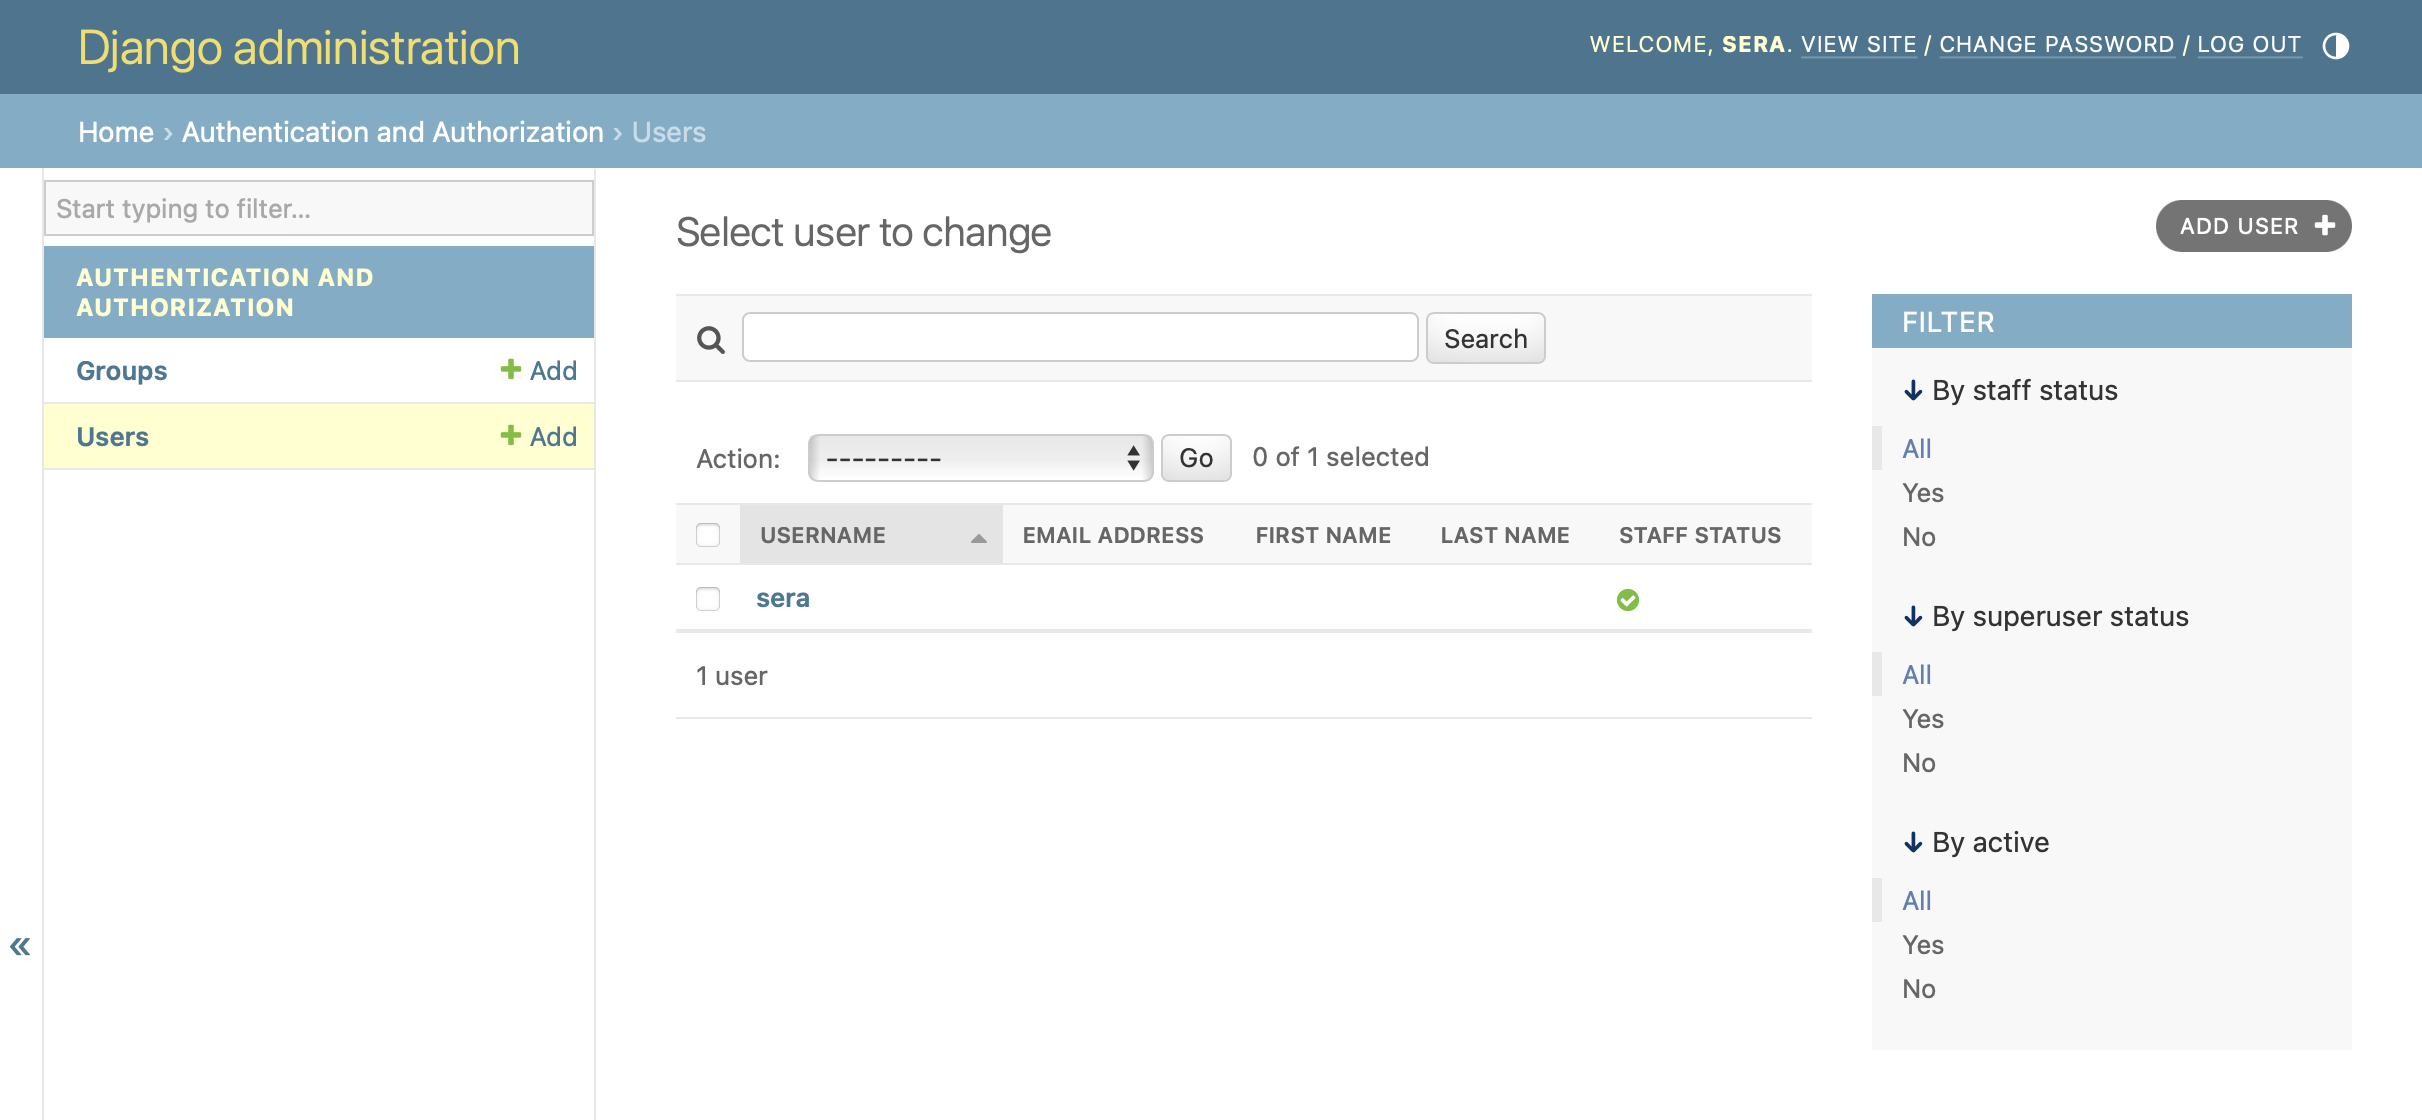 Django administration
WELCOME, SERA. VIEW SITE / CHANGE PASSWORD / LOG OUT
Home › Authentication and Authorization › Users
Start typing to filter...
AUTHENTICATION AND
AUTHORIZATION
Groups + Add
Users + Add
«
Select user to change
ADD USER +
Search
Action: --------- Go 0 of 1 selected
USERNAME EMAIL ADDRESS FIRST NAME LAST NAME STAFF STATUS
sera
1 user
FILTER
↓ By staff status
All
Yes
No
↓ By superuser status
All
Yes
No
↓ By active
All
Yes
No